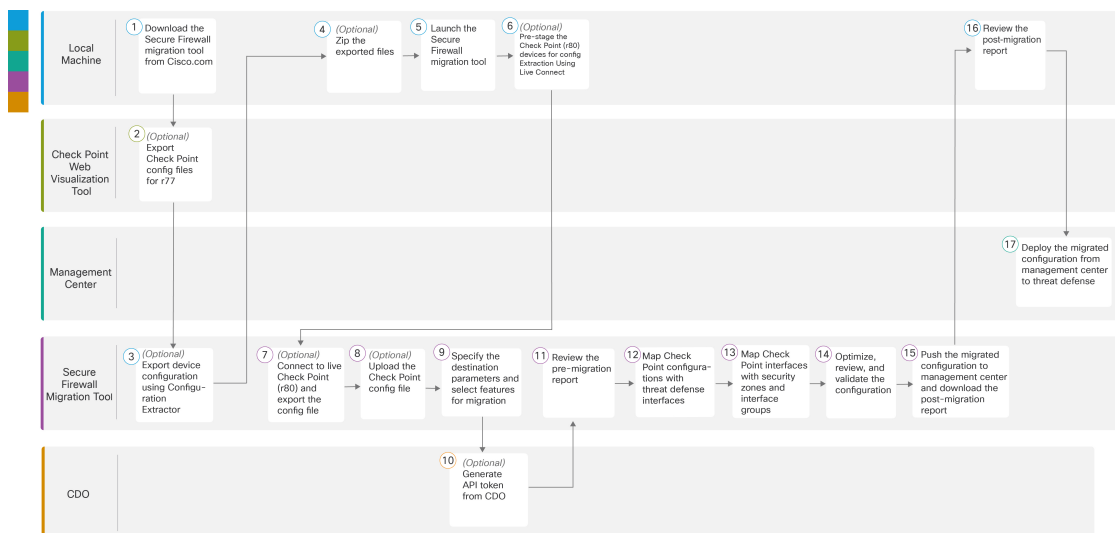 Local
Machine
1
Download the
Secure Firewall
migration tool
from Cisco.com
4
(Optional)
Zip the
exported files
5
Launch the
Secure
Firewall
migration tool
6
(Optional)
Pre-stage the
Check Point (r80)
devices for config
Extraction Using
Live Connect
16
Review the
post-migration
report
Check Point
Web
Visualization
Tool
2
(Optional)
Export
Check Point
config files
for r77
Management
Center
17
Deploy the migrated
configuration from
management center
to threat defense
Secure
Firewall
Migration Tool
3
(Optional)
Export device
configuration
using Configu-
ration
Extractor
7
(Optional)
Connect to live
Check Point
(r80) and
export the
config file
8
(Optional)
Upload the
Check Point
config file
9
Specify the
destination
parameters and
select features
for migration
11
Review the
pre-migration
report
12
Map Check
Point configura-
tions with
threat defense
interfaces
13
Map Check
Point interfaces
with security
zones and
interface
groups
14
Optimize,
review, and
validate the
configuration
15
Push the migrated
configuration to
management center
and download the
post-migration
report
CDO
10
(Optional)
Generate
API token
from CDO